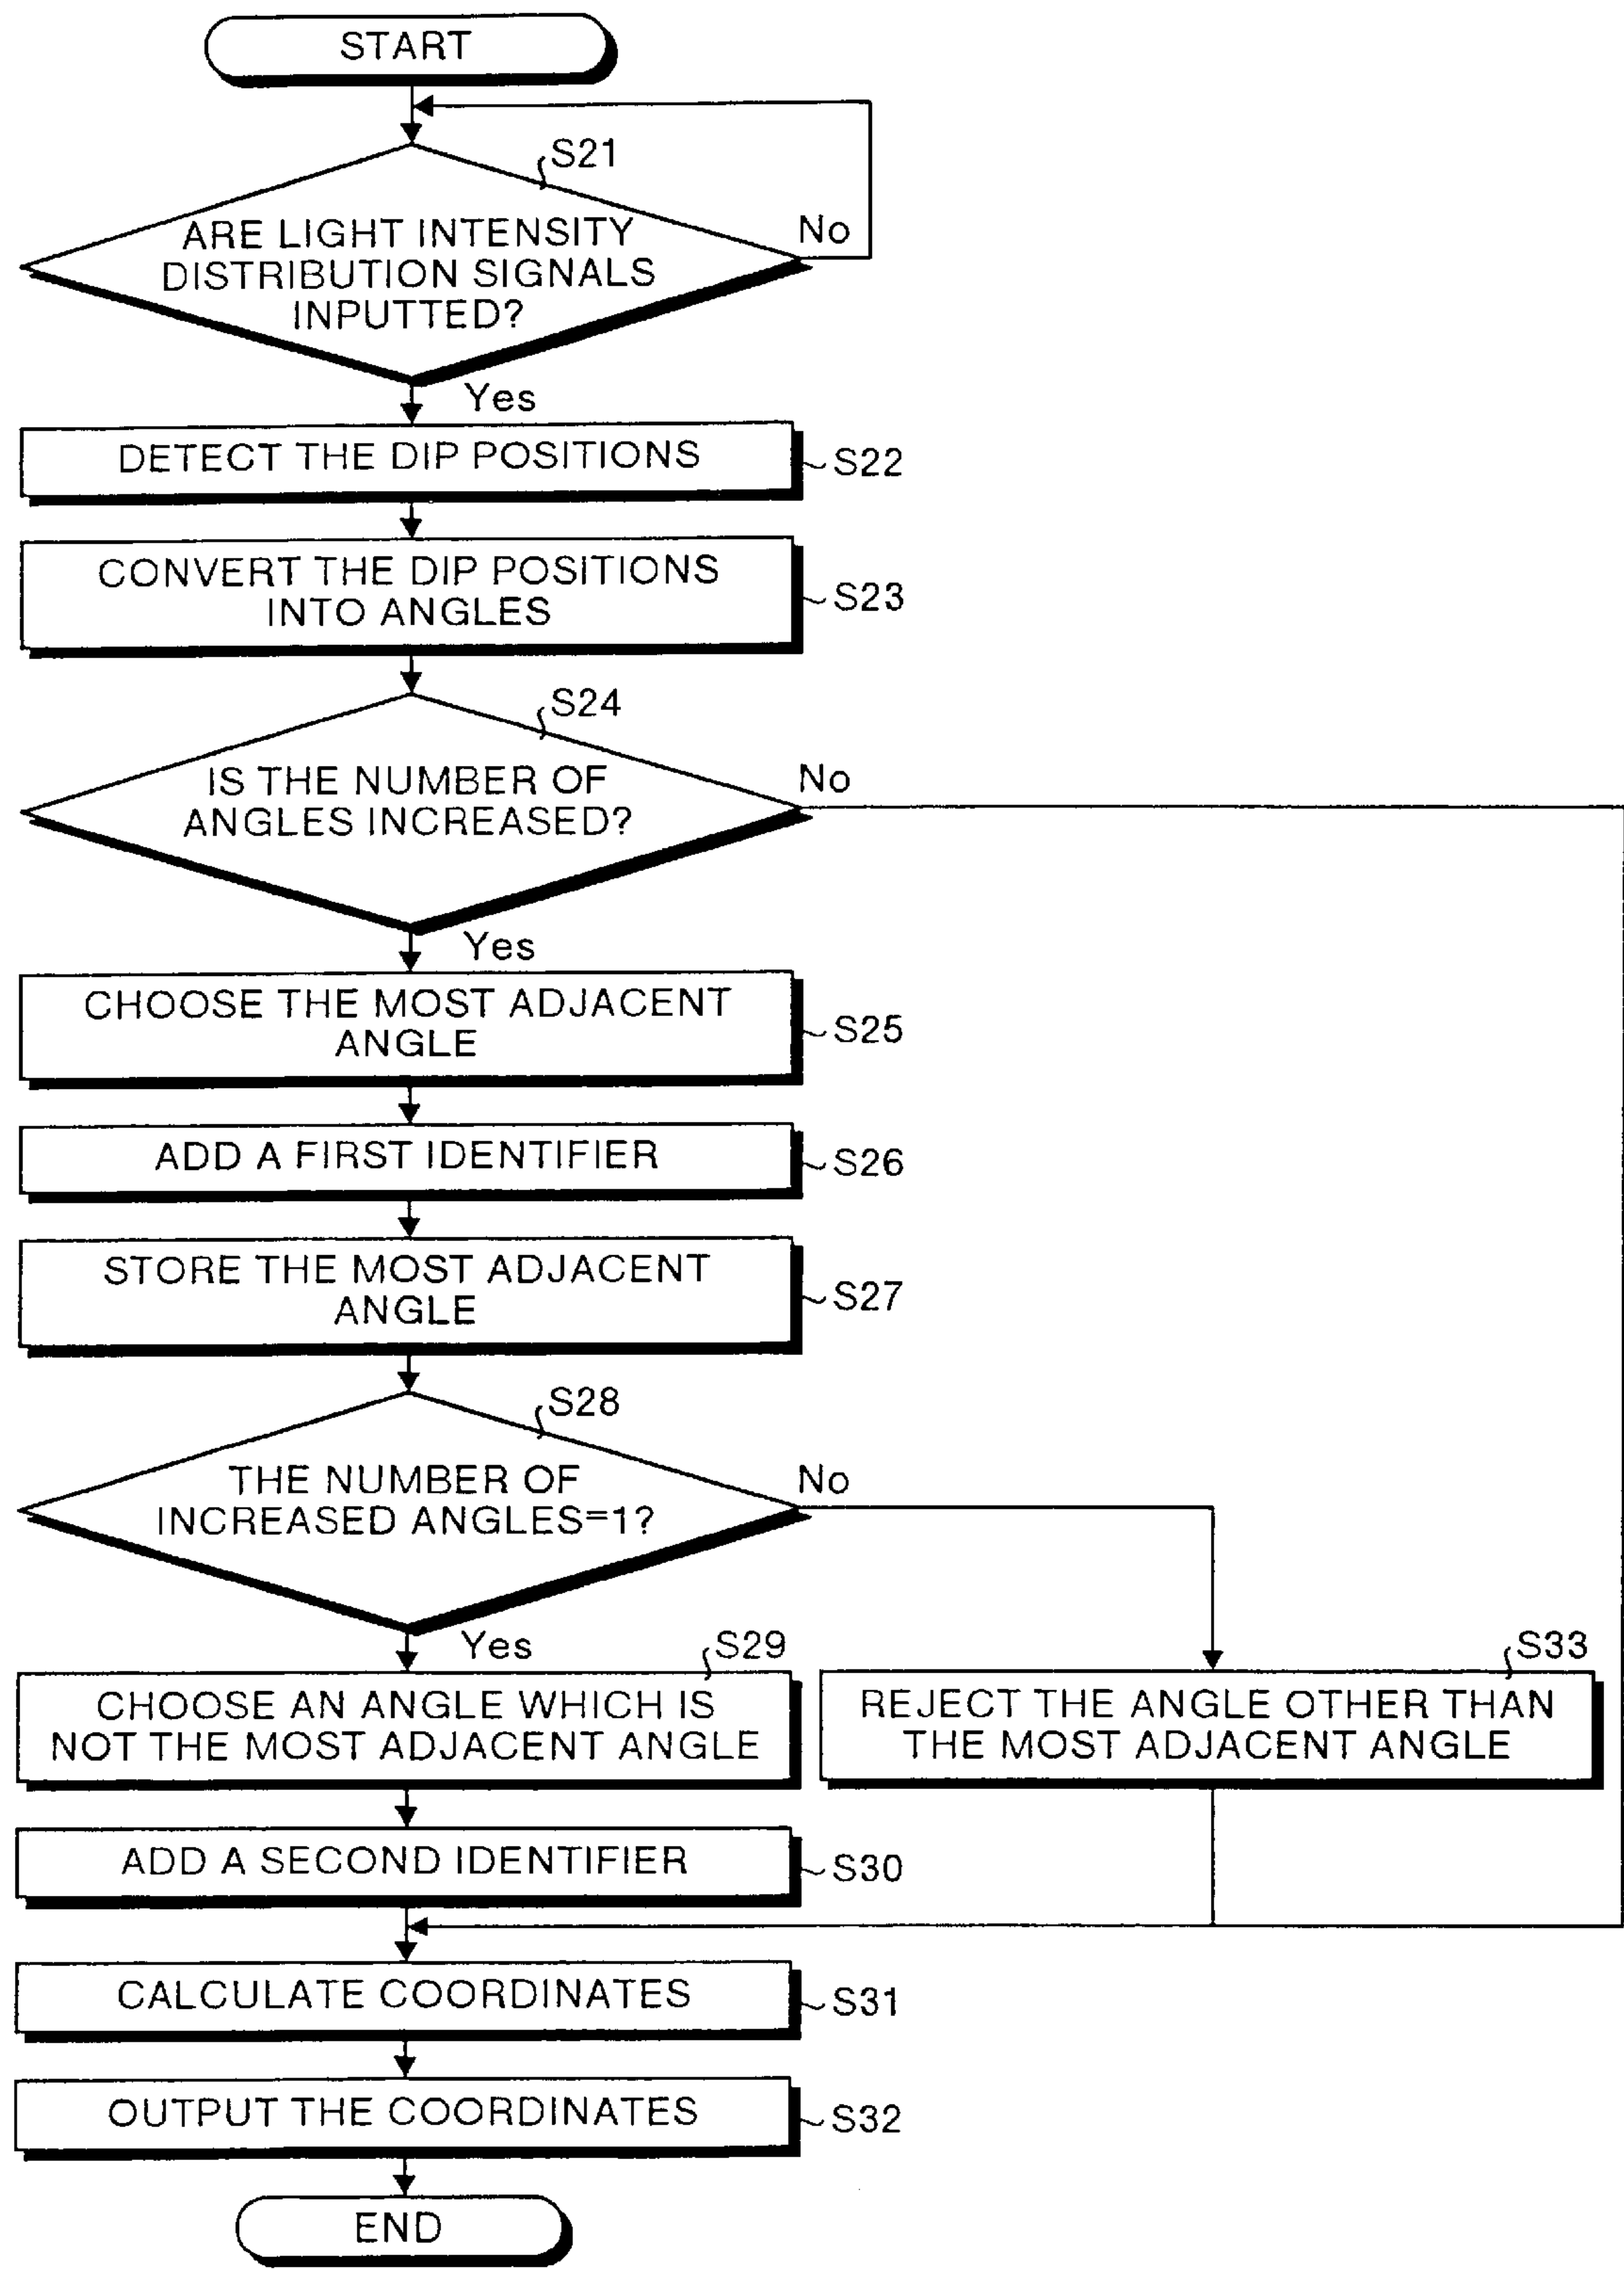 START
S21
ARE LIGHT INTENSITY
DISTRIBUTION SIGNALS
INPUTTED?
No
Yes
DETECT THE DIP POSITIONS
S22
CONVERT THE DIP POSITIONS
INTO ANGLES
S23
S24
IS THE NUMBER OF
ANGLES INCREASED?
No
Yes
CHOOSE THE MOST ADJACENT
ANGLE
S25
ADD A FIRST IDENTIFIER
S26
STORE THE MOST ADJACENT
ANGLE
S27
S28
THE NUMBER OF
INCREASED ANGLES=1?
No
Yes
S29
CHOOSE AN ANGLE WHICH IS
NOT THE MOST ADJACENT ANGLE
S33
REJECT THE ANGLE OTHER THAN
THE MOST ADJACENT ANGLE
ADD A SECOND IDENTIFIER
S30
CALCULATE COORDINATES
S31
OUTPUT THE COORDINATES
S32
END